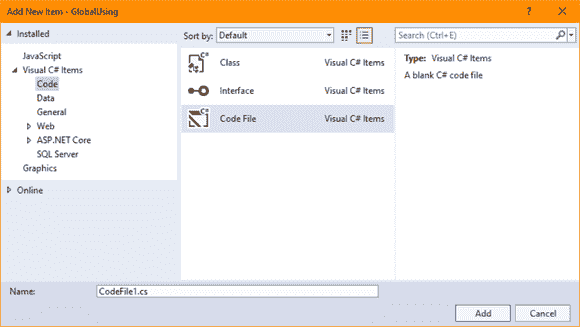 Add New Item - GlobalUsing
Installed
Sort by: Default
Search (Ctrl+E)
JavaScript
Visual C# Items
Code
Data
General
Web
ASP.NET Core
SQL Server
Graphics
Online
C# Class Visual C# Items
Interface Visual C# Items
C# Code File Visual C# Items
Type: Visual C# Items
A blank C# code file
Name: CodeFile1.cs
Add Cancel